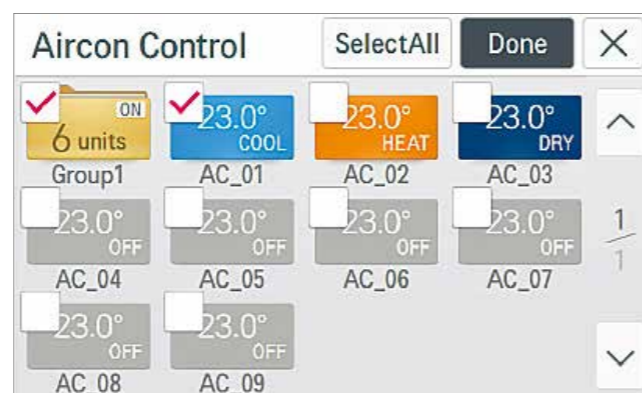 Aircon Control SelectAll Done
ON
6 units 23.0° COOL 23.0° HEAT 23.0° DRY
Group1 AC_01 AC_02 AC_03
23.0° OFF 23.0° OFF 23.0° OFF 23.0° OFF
AC_04 AC_05 AC_06 AC_07
1
1
23.0° OFF 23.0° OFF
AC_08 AC_09